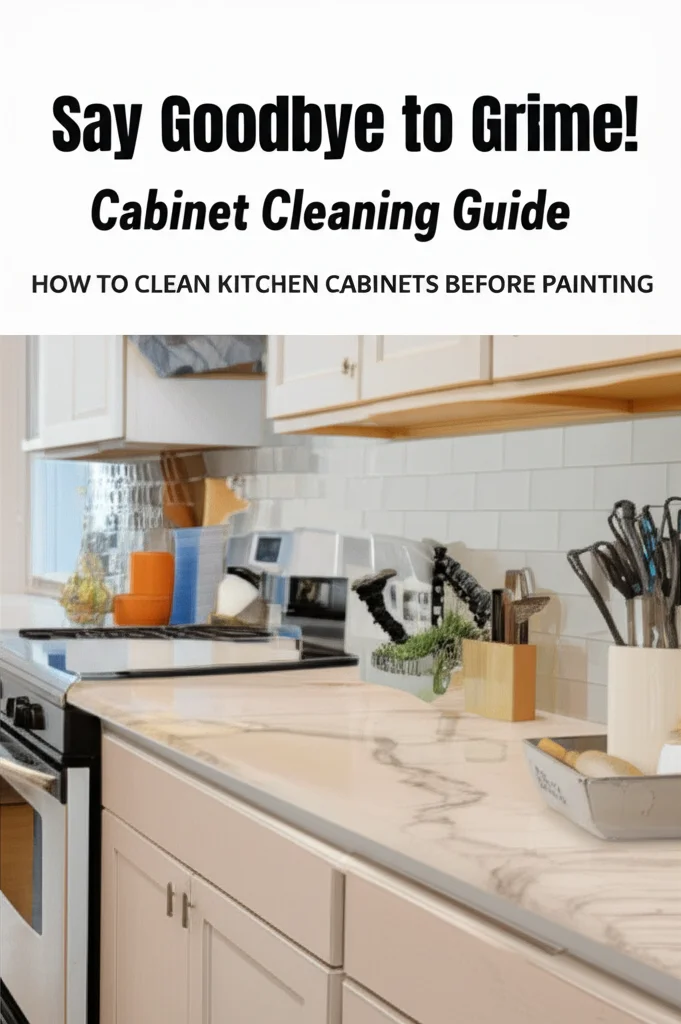 Say Goodbye to Grime!
Cabinet Cleaning Guide
HOW TO CLEAN KITCHEN CABINETS BEFORE PAINTING